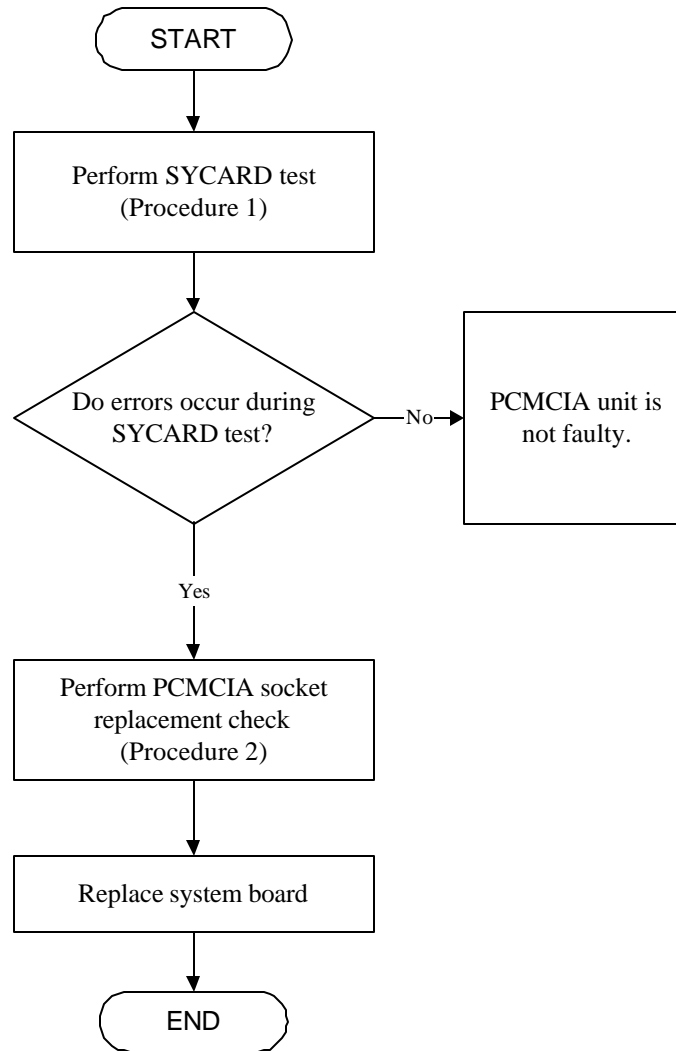 START
Perform SYCARD test
(Procedure 1)
Do errors occur during
SYCARD test?
No
PCMCIA unit is
not faulty.
Yes
Perform PCMCIA socket
replacement check
(Procedure 2)
Replace system board
END